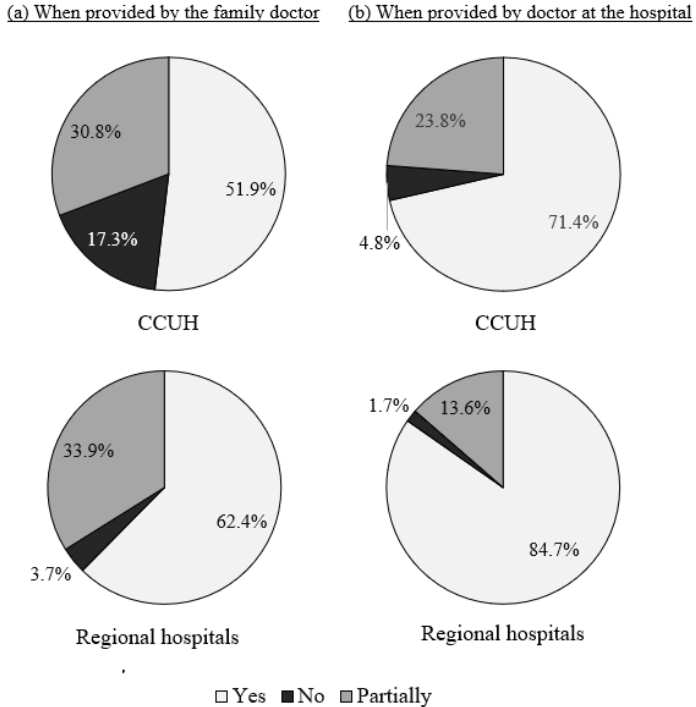 (a) When provided by the family doctor
(b) When provided by doctor at the hospital
30.8%
51.9%
17.3%
CCUH
23.8%
71.4%
4.8%
CCUH
33.9%
62.4%
3.7%
Regional hospitals
1.7%
13.6%
84.7%
Regional hospitals
Yes No Partially